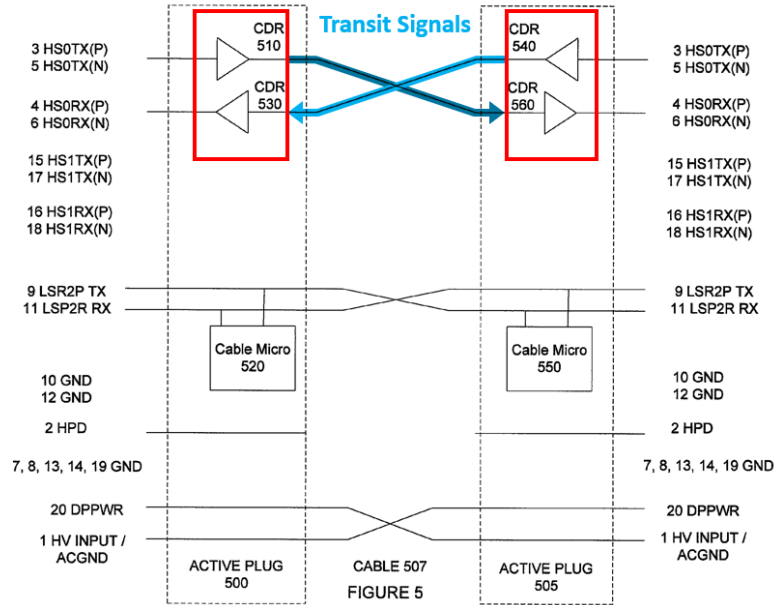 Transit Signals
CDR
510
CDR
540
3 HS0TX(P)
5 HS0TX(N)
3 HS0TX(P)
5 HS0TX(N)
CDR
530
CDR
560
4 HS0RX(P)
6 HS0RX(N)
4 HS0RX(P)
6 HS0RX(N)
15 HS1TX(P)
17 HS1TX(N)
15 HS1TX(P)
17 HS1TX(N)
16 HS1RX(P)
18 HS1RX(N)
16 HS1RX(P)
18 HS1RX(N)
9 LSR2P TX
11 LSP2R RX
9 LSR2P TX
11 LSP2R RX
Cable Micro
520
Cable Micro
550
10 GND
12 GND
10 GND
12 GND
2 HPD
2 HPD
7, 8, 13, 14, 19 GND
7, 8, 13, 14, 19 GND
20 DPPWR
20 DPPWR
1 HV INPUT /
ACGND
1 HV INPUT /
ACGND
ACTIVE PLUG
500
CABLE 507
ACTIVE PLUG
505
FIGURE 5